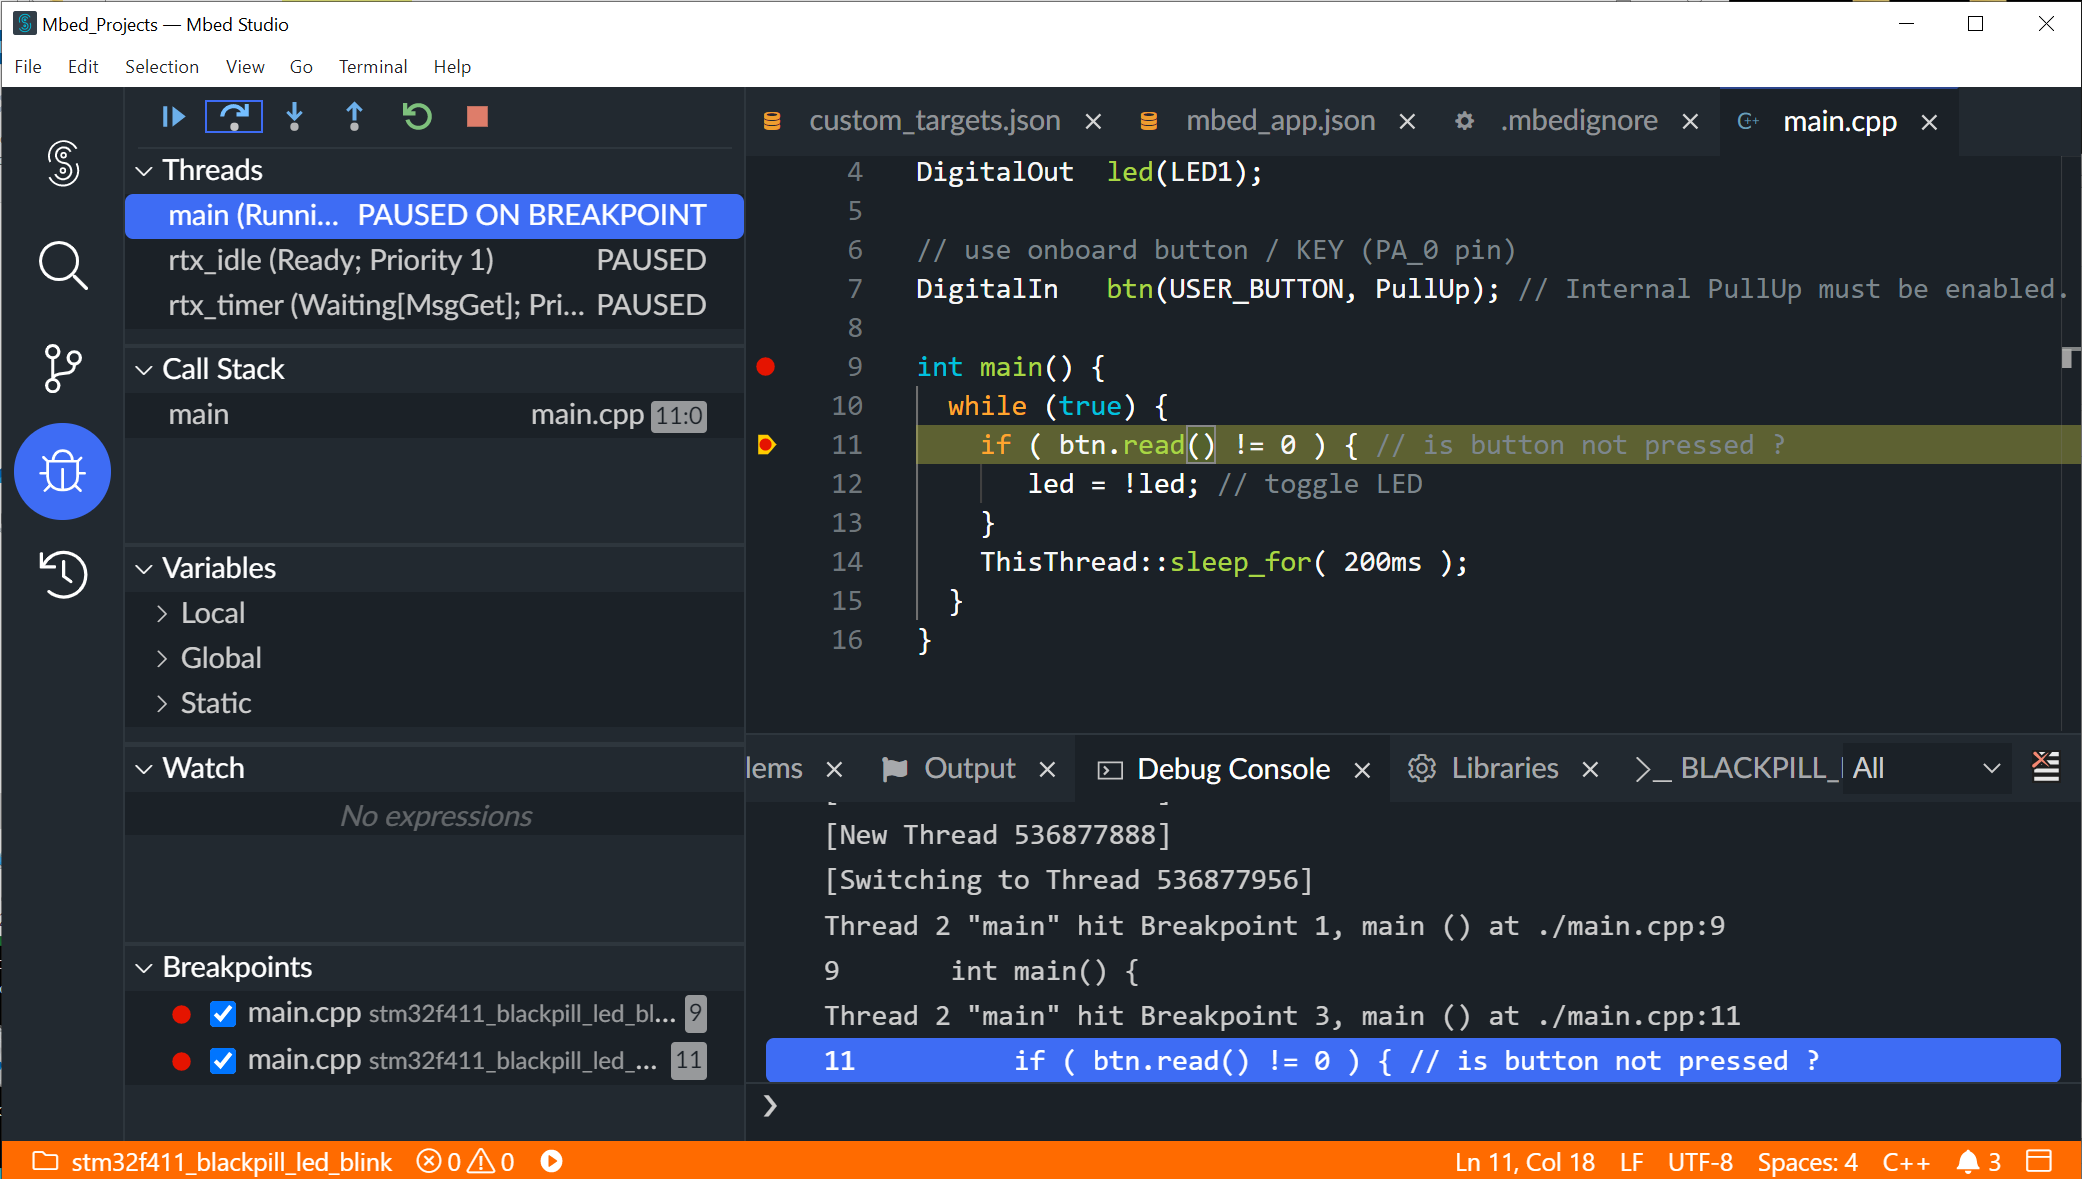 Mbed_Projects — Mbed Studio
File Edit Selection View Go Terminal Help
Threads
main (Runni... PAUSED ON BREAKPOINT
rtx_idle (Ready; Priority 1) PAUSED
rtx_timer (Waiting[MsgGet]; Pri... PAUSED
Call Stack
main main.cpp 11:0
Variables
Local
Global
Static
Watch
No expressions
Breakpoints
main.cpp stm32f411_blackpill_led_bl... 9
main.cpp stm32f411_blackpill_led_... 11
custom_targets.json mbed_app.json .mbedignore main.cpp
4 DigitalOut led(LED1);
5
6 // use onboard button / KEY (PA_0 pin)
7 DigitalIn btn(USER_BUTTON, PullUp); // Internal PullUp must be enabled.
8
9 int main() {
10 while (true) {
11 if ( btn.read() != 0 ) { // is button not pressed ?
12 led = !led; // toggle LED
13 }
14 ThisThread::sleep_for( 200ms );
15 }
16 }
lems Output Debug Console Libraries >_ BLACKPILL_ All
[New Thread 536877888]
[Switching to Thread 536877956]
Thread 2 "main" hit Breakpoint 1, main () at ./main.cpp:9
9 int main() {
Thread 2 "main" hit Breakpoint 3, main () at ./main.cpp:11
11 if ( btn.read() != 0 ) { // is button not pressed ?
❯
stm32f411_blackpill_led_blink 0 0 Ln 11, Col 18 LF UTF-8 Spaces: 4 C++ 3